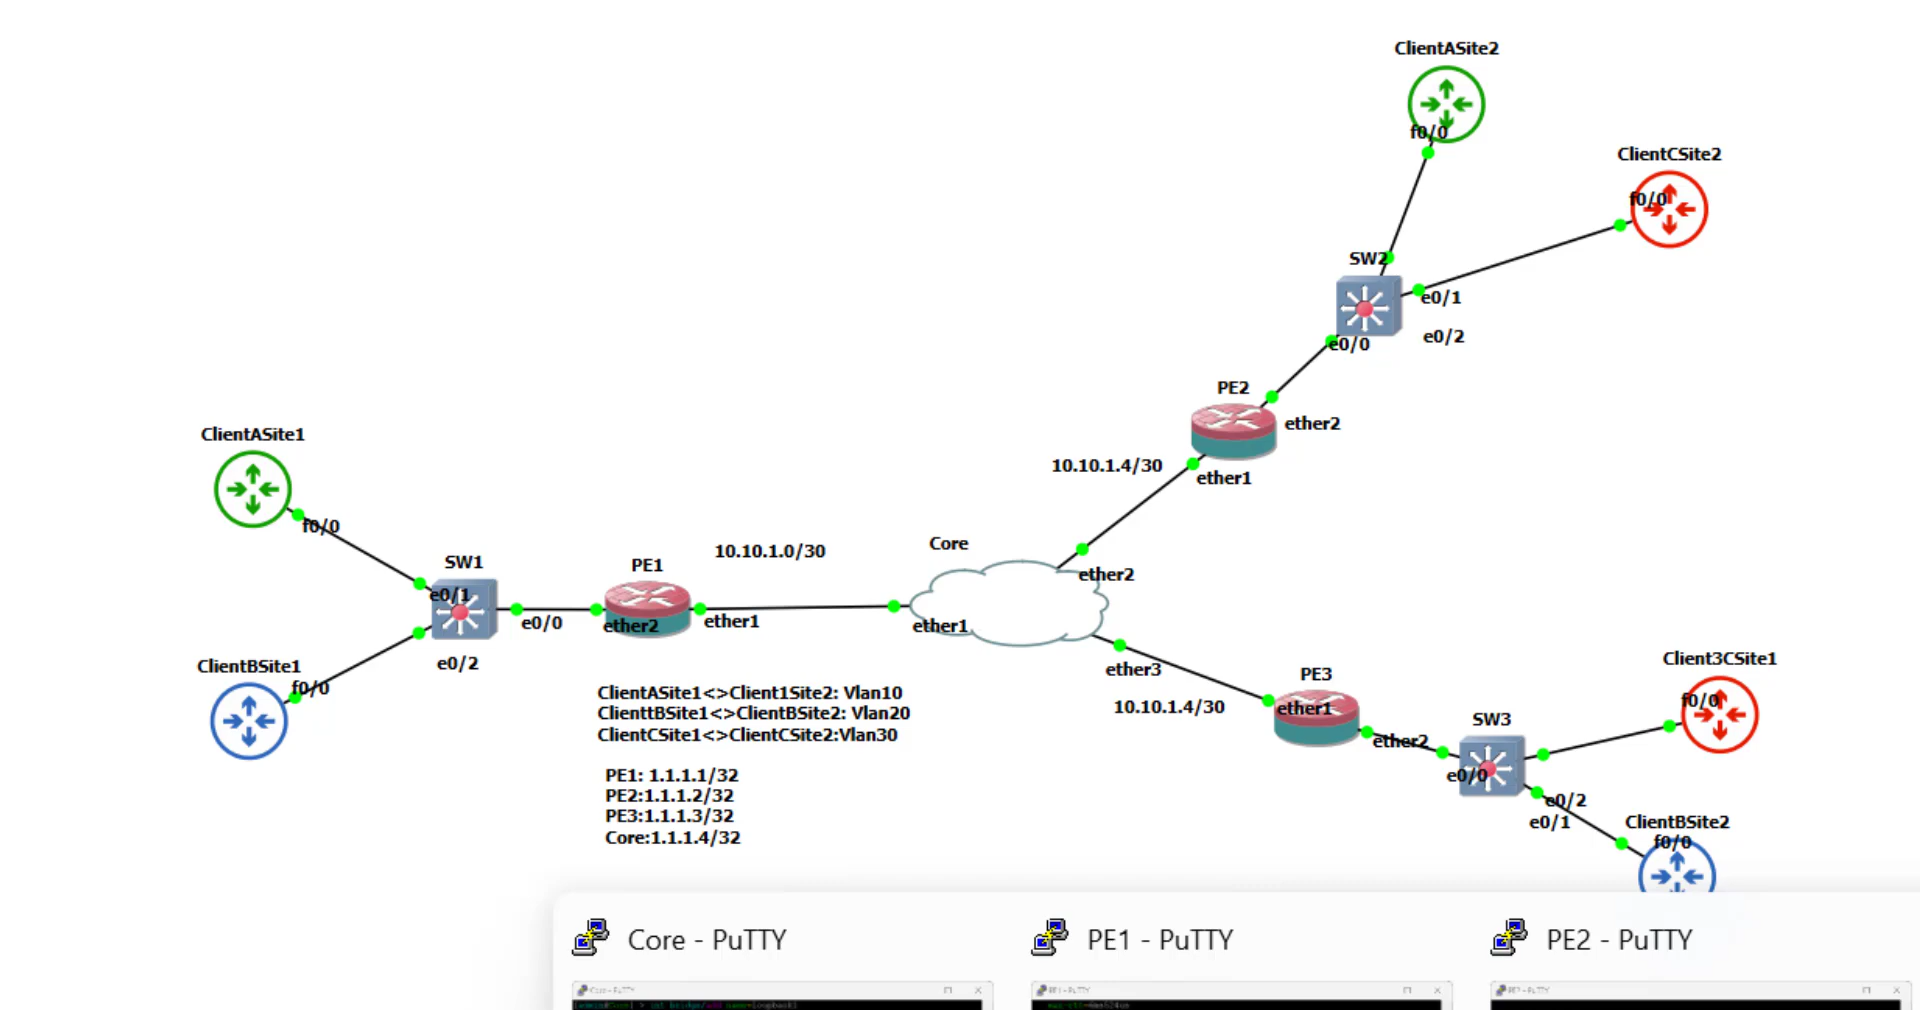 ClientASite2
f0/0
ClientCSite2
f0/0
SW2
e0/1
e0/2
e0/0
PE2
ether2
10.10.1.4/30
ether1
ClientASite1
f0/0
SW1
e0/1
e0/0
e0/2
ClientBSite1
f0/0
PE1
ether2
ether1
10.10.1.0/30
Core
ether1
ether2
ether3
10.10.1.4/30
PE3
ether1
ether2
SW3
e0/0
e0/2
e0/1
Client3CSite1
f0/0
ClientBSite2
f0/0
ClientASite1<>Client1Site2: Vlan10
ClienttBSite1<>ClientBSite2: Vlan20
ClientCSite1<>ClientCSite2:Vlan30
PE1: 1.1.1.1/32
PE2:1.1.1.2/32
PE3:1.1.1.3/32
Core:1.1.1.4/32
Core - PuTTY
PE1 - PuTTY
PE2 - PuTTY